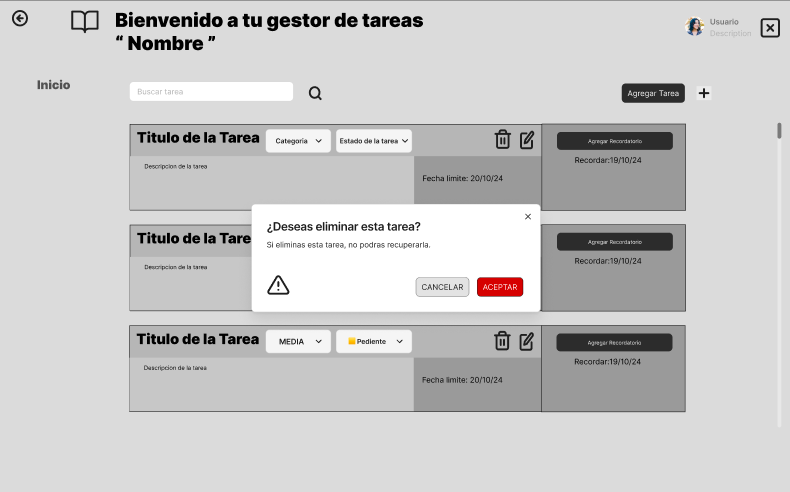 Bienvenido a tu gestor de tareas
“ Nombre ”
Usuario
Description
Inicio
Buscar tarea
Agregar Tarea
Titulo de la Tarea
Categoria
Estado de la tarea
Agregar Recordatorio
Recordar:19/10/24
Descripcion de la tarea
Fecha limite: 20/10/24
¿Deseas eliminar esta tarea?
Si eliminas esta tarea, no podras recuperarla.
CANCELAR
ACEPTAR
Titulo de la Tare
Agregar Recordatorio
Recordar:19/10/24
Descripcion de la tarea
Titulo de la Tarea
MEDIA
Pediente
Agregar Recordatorio
Recordar:19/10/24
Descripcion de la tarea
Fecha limite: 20/10/24